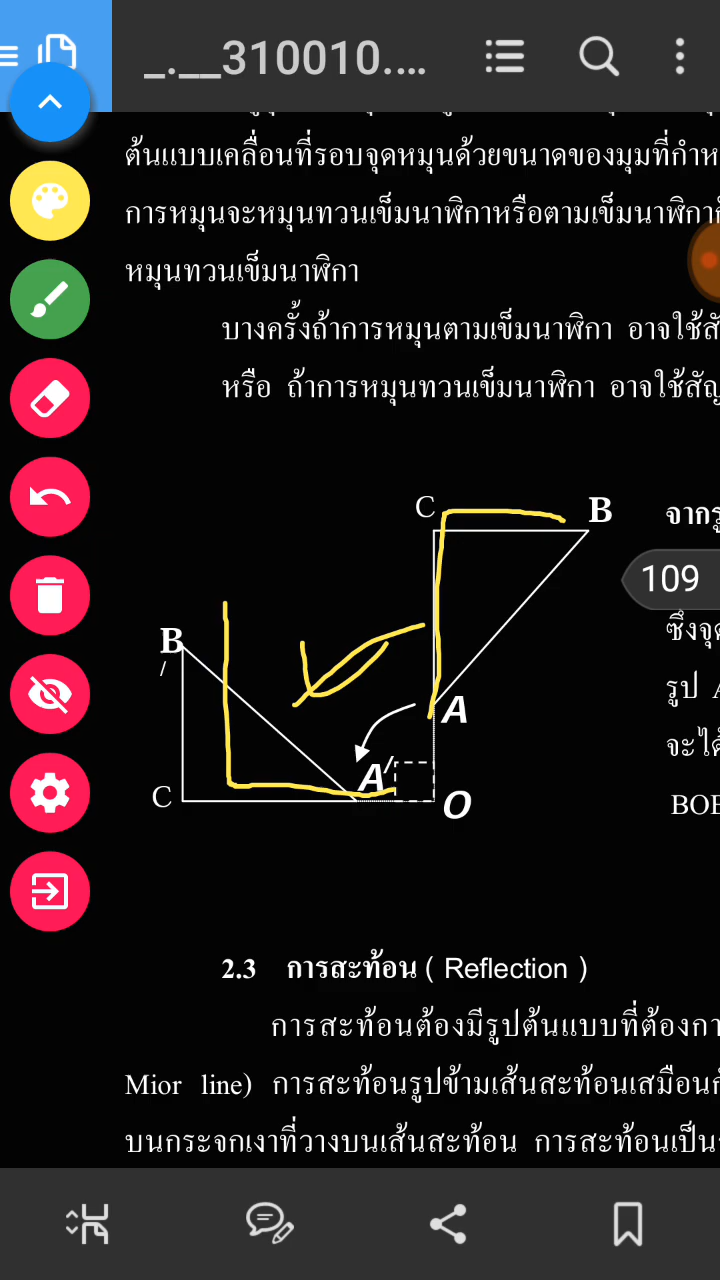 _.__310010....
ต้นแบบเคลื่อนที่รอบจุดหมุนด้วยขนาดของมุมที่กำห
การหมุนจะหมุนทวนเข็มนาฬิกาหรือตามเข็มนาฬิกาก็
หมุนทวนเข็มนาฬิกา
บางครั้งถ้าการหมุนตามเข็มนาฬิกา อาจใช้สั
หรือ ถ้าการหมุนทวนเข็มนาฬิกา อาจใช้สัญ
C B
จากรู
109
ซึ่งจุด
B/
รูป A
A
จะได้
A/
C O
BOB
2.3 การสะท้อน ( Reflection )
การสะท้อนต้องมีรูปต้นแบบที่ต้องกา
Mior line) การสะท้อนรูปข้ามเส้นสะท้อนเสมือนกั
บนกระจกเงาที่วางบนเส้นสะท้อน การสะท้อนเป็น